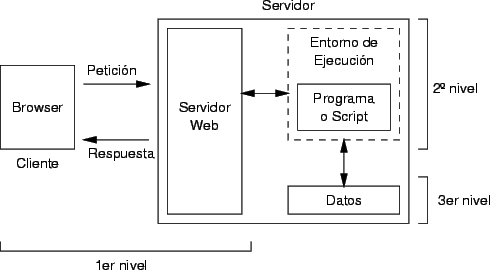 Servidor
Entorno de
Ejecución
Petición
2º nivel
Browser
Servidor
Web
Programa
o Script
Respuesta
Cliente
Datos
3er nivel
1er nivel